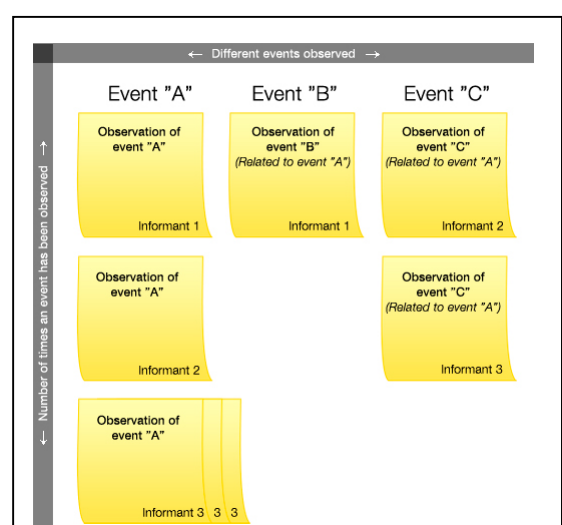 ← Different events observed →
← Number of times an event has been observed →
Event ”A”
Event ”B”
Event ”C”
Observation of
event ”A”
Informant 1
Observation of
event ”B”
(Related to event ”A”)
Informant 1
Observation of
event ”C”
(Related to event ”A”)
Informant 2
Observation of
event ”A”
Informant 2
Observation of
event ”C”
(Related to event ”A”)
Informant 3
Observation of
event ”A”
Informant 3 3 3